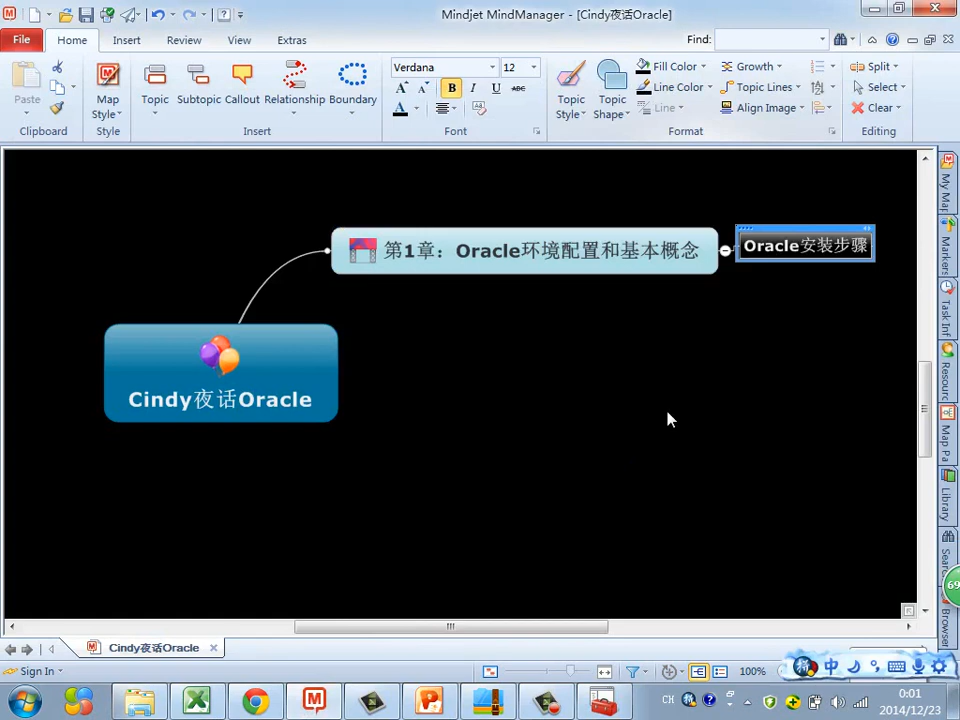 Mindjet MindManager - [Cindy夜话Oracle]
File Home Insert Review View Extras Find:
Paste Map Style Topic Subtopic Callout Relationship Boundary Verdana 12 B I U ABC A Topic Style Topic Shape Fill Color Line Color Line Growth Topic Lines Align Image Split Select Clear
Clipboard Style Insert Font Format Editing
第1章：Oracle环境配置和基本概念
Oracle安装步骤
Cindy夜话Oracle
My Map
Markers
Task Inf
Resourc
Map Pa
Library
Sear
Browser
69
Cindy夜话Oracle
Sign In 100% 中
CH 0:01
2014/12/23